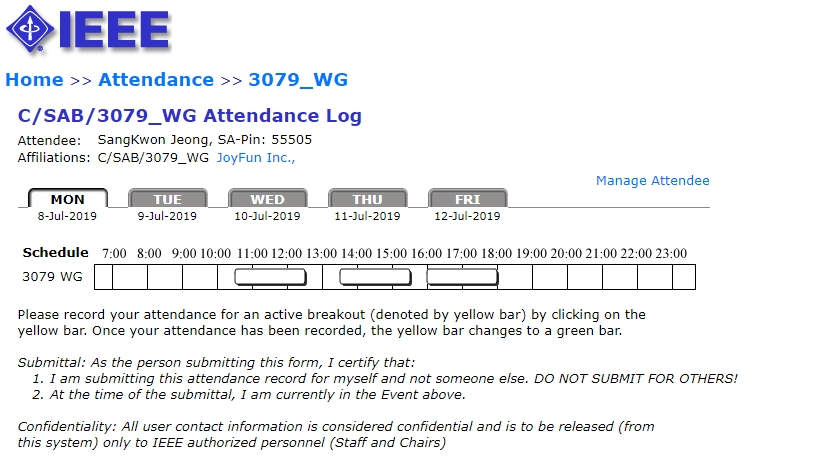 IEEE
Home >> Attendance >> 3079_WG
C/SAB/3079_WG Attendance Log
Attendee: SangKwon Jeong, SA-Pin: 55505
Affiliations: C/SAB/3079_WG JoyFun Inc.,
Manage Attendee
MON TUE WED THU FRI
8-Jul-2019 9-Jul-2019 10-Jul-2019 11-Jul-2019 12-Jul-2019
Schedule 7:00 8:00 9:00 10:00 11:00 12:00 13:00 14:00 15:00 16:00 17:00 18:00 19:00 20:00 21:00 22:00 23:00
3079 WG
Please record your attendance for an active breakout (denoted by yellow bar) by clicking on the
yellow bar. Once your attendance has been recorded, the yellow bar changes to a green bar.
Submittal: As the person submitting this form, I certify that:
1. I am submitting this attendance record for myself and not someone else. DO NOT SUBMIT FOR OTHERS!
2. At the time of the submittal, I am currently in the Event above.
Confidentiality: All user contact information is considered confidential and is to be released (from
this system) only to IEEE authorized personnel (Staff and Chairs)